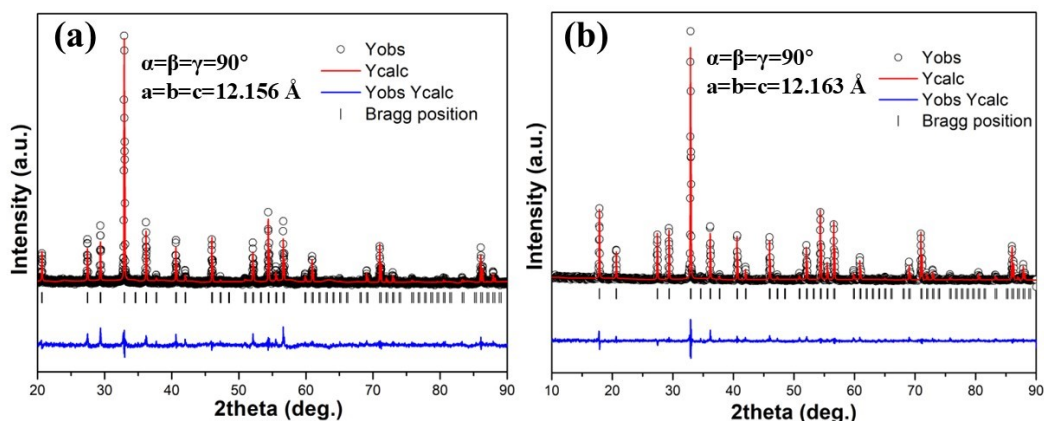 (a)
α=β=γ=90°
a=b=c=12.156 Å
Yobs
Ycalc
Yobs Ycalc
Bragg position
Intensity (a.u.)
20 30 40 50 60 70 80 90
2theta (deg.)
(b)
α=β=γ=90°
a=b=c=12.163 Å
Yobs
Ycalc
Yobs Ycalc
Bragg position
Intensity (a.u.)
10 20 30 40 50 60 70 80 90
2theta (deg.)